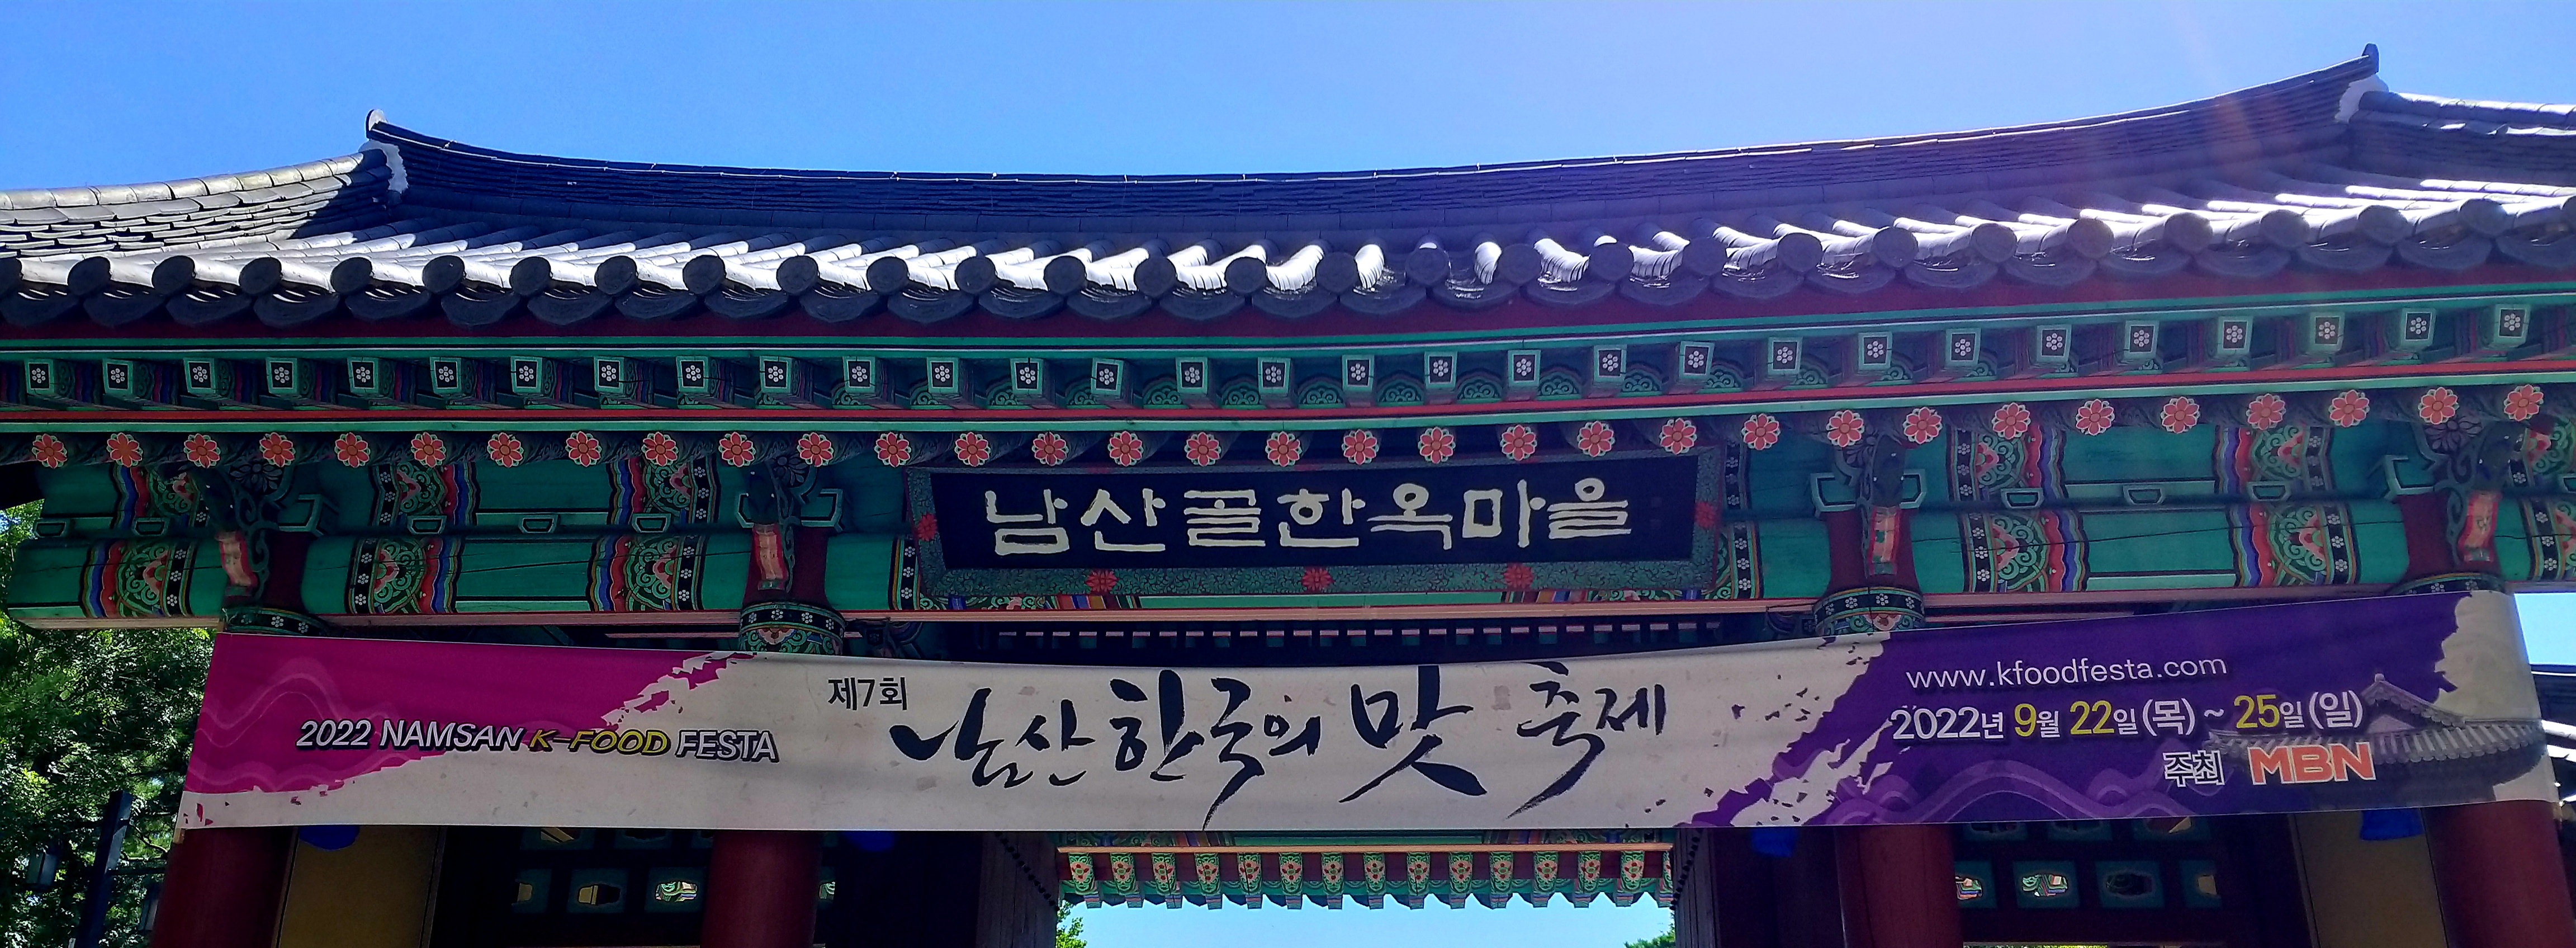 남산골한옥마을
2022 NAMSAN K-FOOD FESTA
제7회
남산 한국의 맛 축제
www.kfoodfesta.com
2022년 9월 22일(목) ~ 25일(일)
주최 MBN